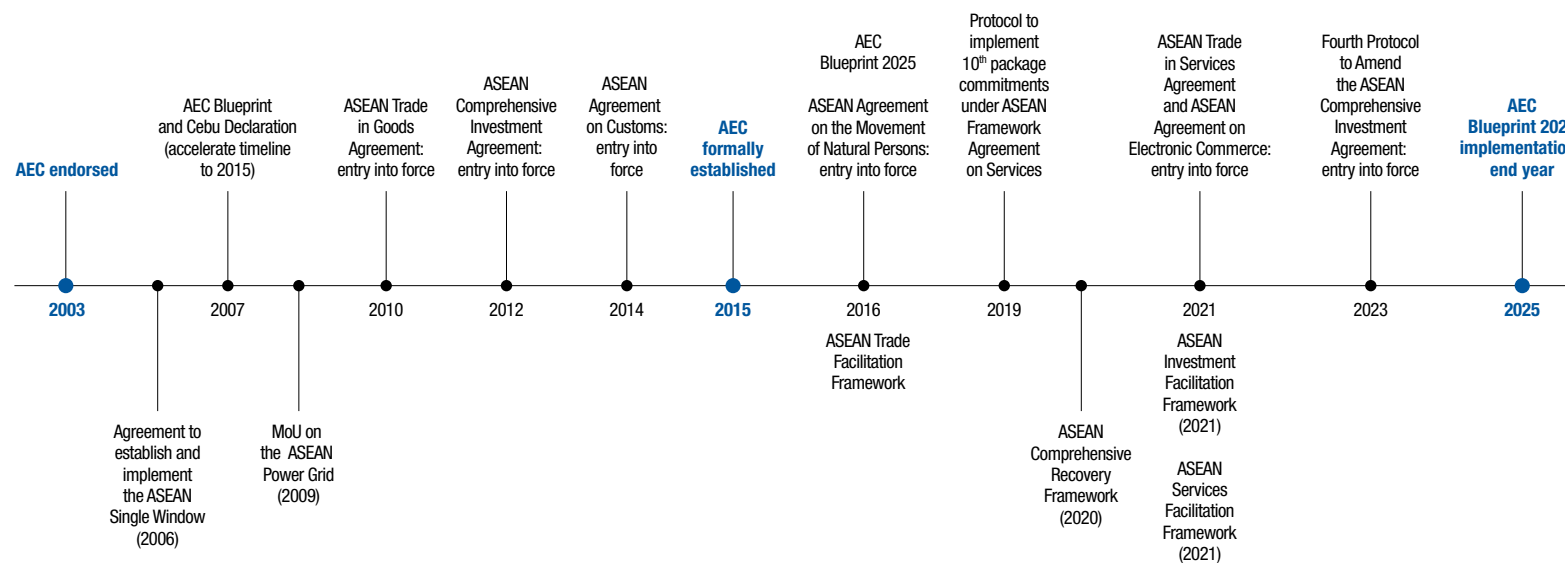 AEC endorsed
AEC Blueprint
and Cebu Declaration
(accelerate timeline
to 2015)
ASEAN Trade
in Goods
Agreement:
entry into force
ASEAN
Comprehensive
Investment
Agreement:
entry into force
ASEAN
Agreement
on Customs:
entry into
force
AEC
formally
established
AEC
Blueprint 2025
ASEAN Agreement
on the Movement
of Natural Persons:
entry into force
Protocol to
implement
10th package
commitments
under ASEAN
Framework
Agreement
on Services
ASEAN Trade
in Services
Agreement
and ASEAN
Agreement on
Electronic Commerce:
entry into force
Fourth Protocol
to Amend
the ASEAN
Comprehensive
Investment
Agreement:
entry into force
AEC
Blueprint 202
implementatio
end year
2003
2007
2010
2012
2014
2015
2016
2019
2021
2023
2025
Agreement to
establish and
implement
the ASEAN
Single Window
(2006)
MoU on
the ASEAN
Power Grid
(2009)
ASEAN Trade
Facilitation
Framework
ASEAN
Comprehensive
Recovery
Framework
(2020)
ASEAN
Investment
Facilitation
Framework
(2021)
ASEAN
Services
Facilitation
Framework
(2021)